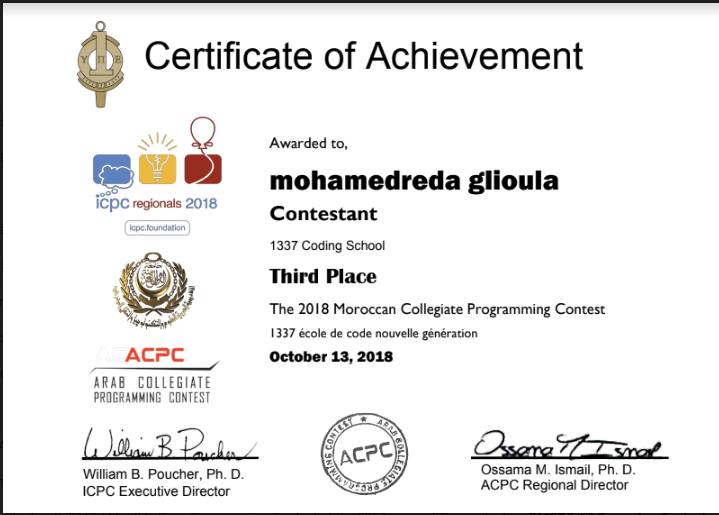 Certificate of Achievement
Υ Π Ε
Awarded to,
mohamedreda glioula
Contestant
1337 Coding School
Third Place
The 2018 Moroccan Collegiate Programming Contest
1337 école de code nouvelle génération
October 13, 2018
icpc regionals 2018
icpc.foundation
ACPC
ARAB COLLEGIATE
PROGRAMMING CONTEST
William B Poucher
William B. Poucher, Ph. D.
ICPC Executive Director
ARAB COLLEGIATE PROGRAMMING CONTEST
ACPC
Ossama M Ismail
Ossama M. Ismail, Ph. D.
ACPC Regional Director